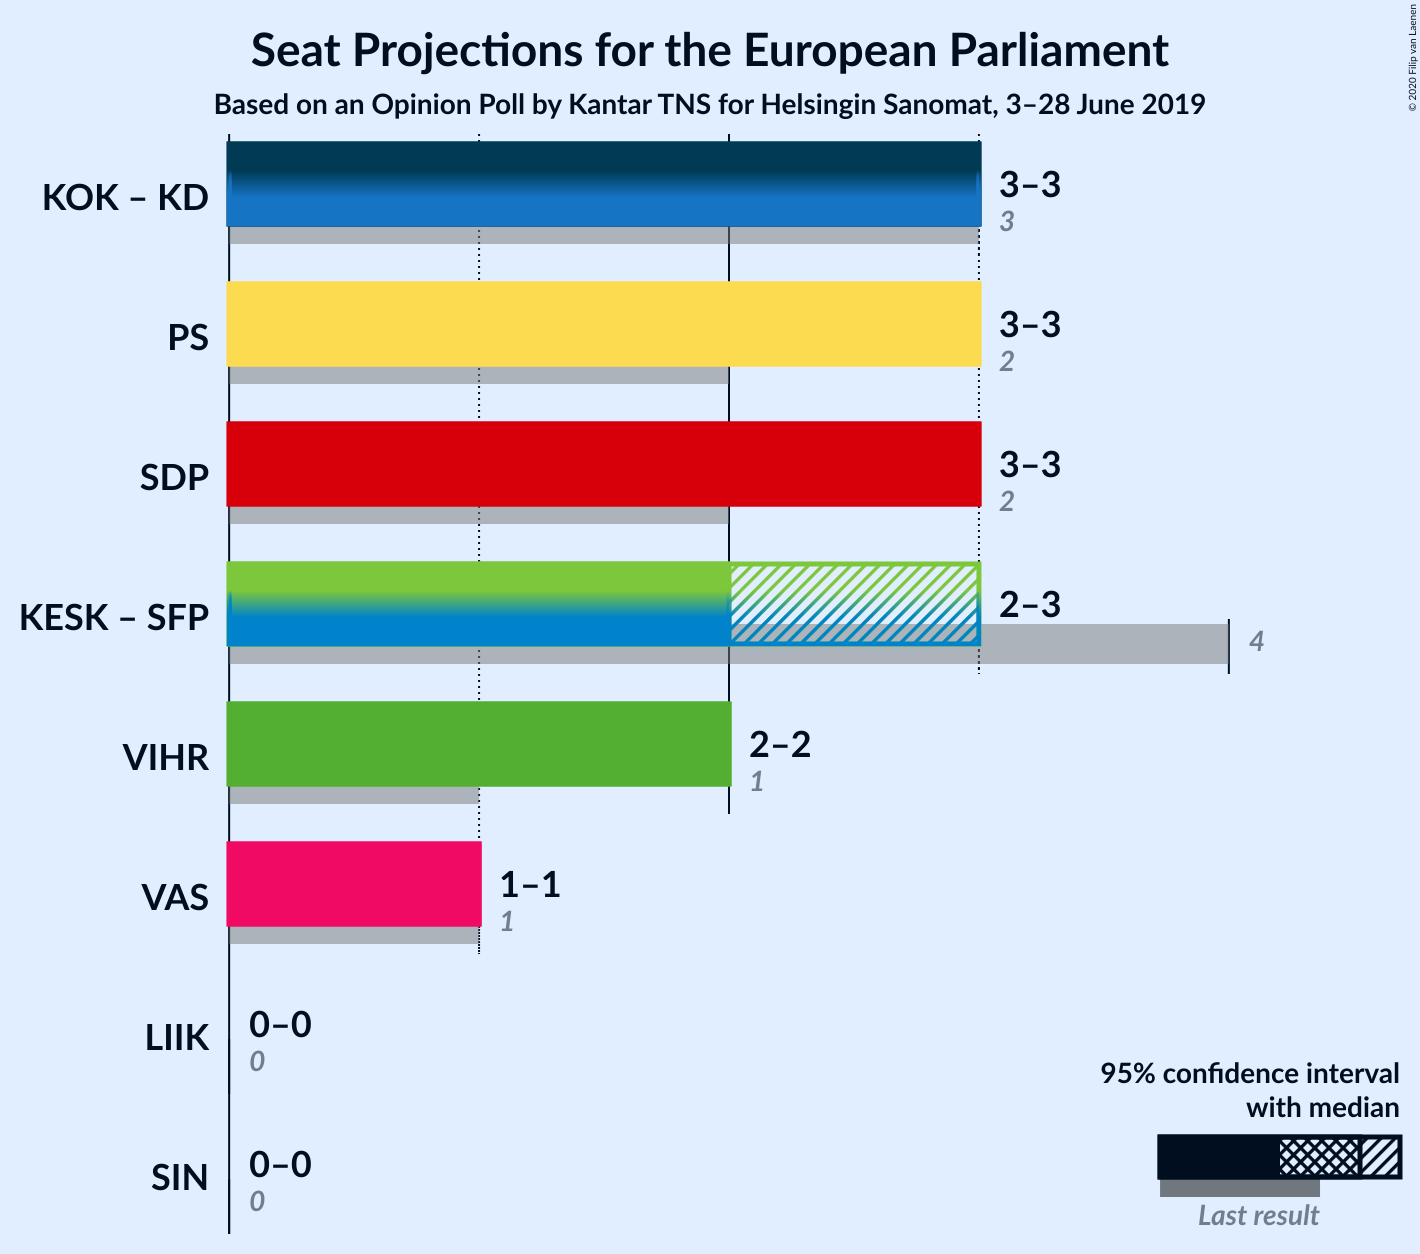 Seat Projections for the European Parliament
Based on an Opinion Poll by Kantar TNS for Helsingin Sanomat, 3–28 June 2019
© 2020 Filip van Laenen
KOK – KD
3–3
3
PS
3–3
2
SDP
3–3
2
KESK – SFP
2–3
4
VIHR
2–2
1
VAS
1–1
1
LIIK
0–0
0
SIN
0–0
0
95% confidence interval
with median
Last result